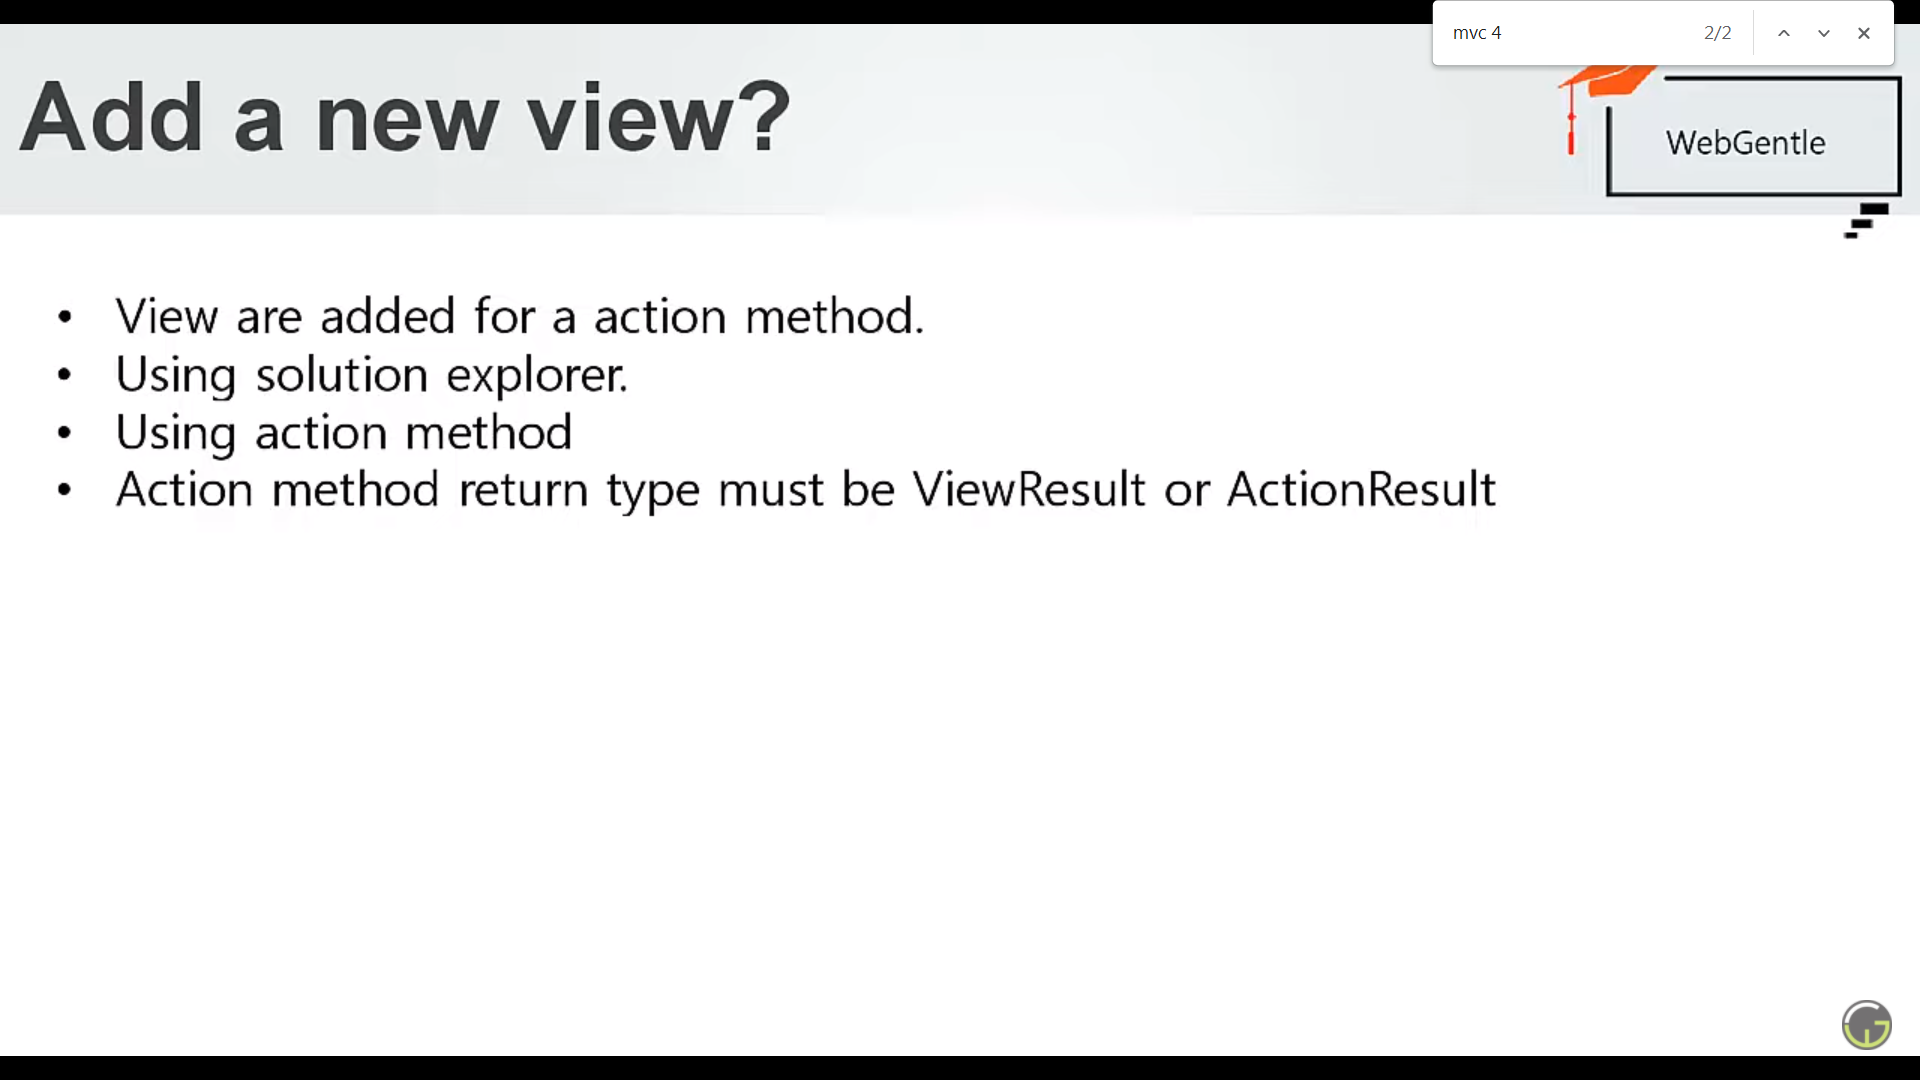 mvc 4 2/2
Add a new view?
WebGentle
• View are added for a action method.
• Using solution explorer.
• Using action method
• Action method return type must be ViewResult or ActionResult